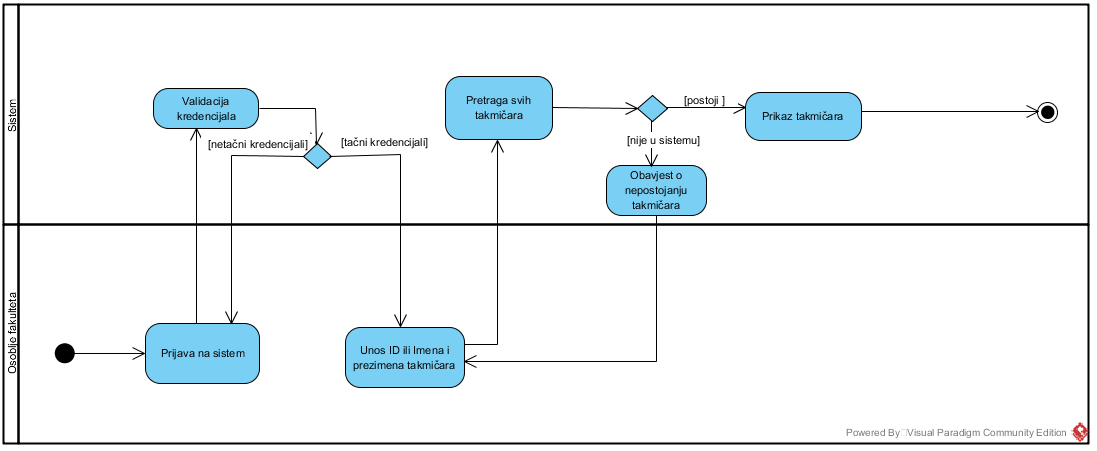 Sistem
Validacija
kredencijala
[netačni kredencijali]
[tačni kredencijali]
Pretraga svih
takmičara
[postoji ]
[nije u sistemu]
Prikaz takmičara
Obavjest o
nepostojanju
takmičara
Osoblje fakulteta
Prijava na sistem
Unos ID ili Imena i
prezimena takmičara
Powered By Visual Paradigm Community Edition